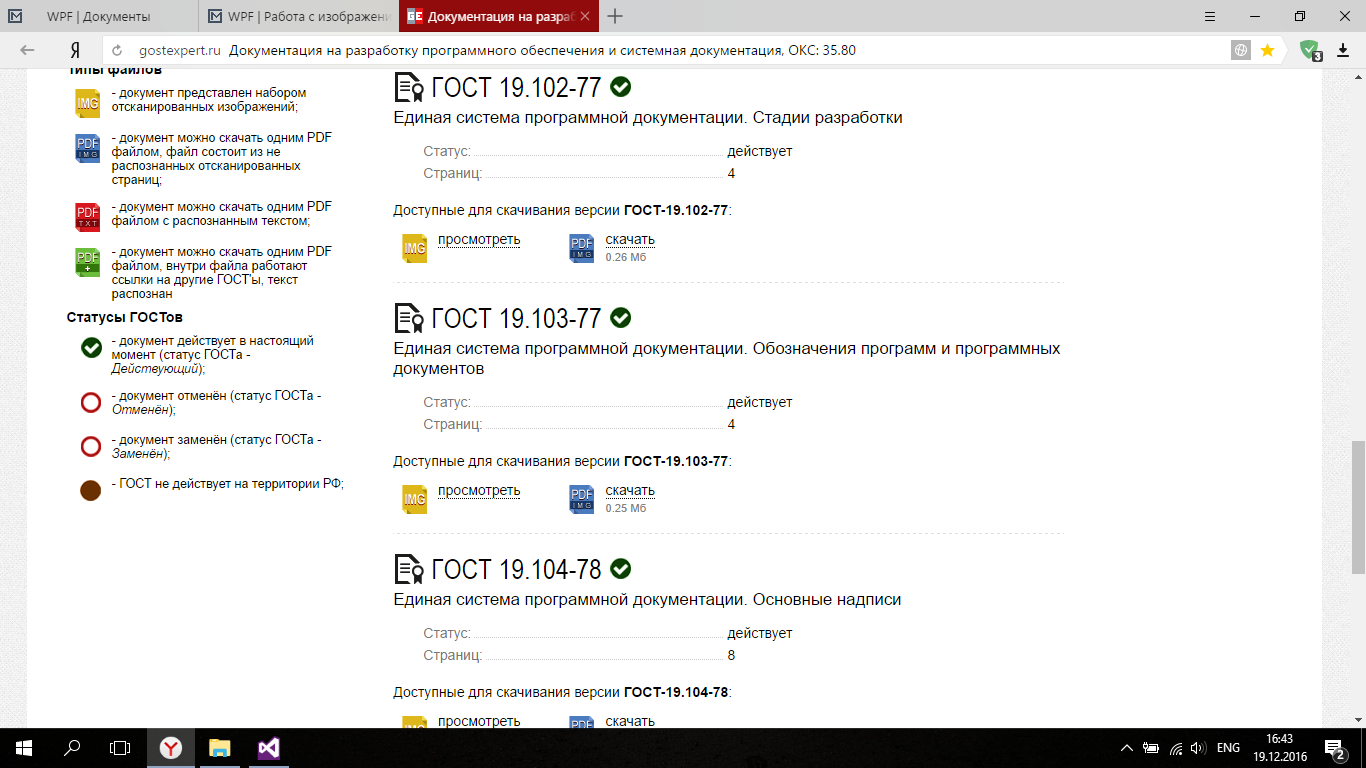 WPF | Документы
WPF | Работа с изображени
Документация на разраб
gostexpert.ru Документация на разработку программного обеспечения и системная документация, ОКС: 35.80
3
Типы файлов
IMG
- документ представлен набором
отсканированных изображений;
PDF
IMG
- документ можно скачать одним PDF
файлом, файл состоит из не
распознанных отсканированных
страниц;
PDF
TXT
- документ можно скачать одним PDF
файлом с распознанным текстом;
PDF
+
- документ можно скачать одним PDF
файлом, внутри файла работают
ссылки на другие ГОСТ'ы, текст
распознан
Статусы ГОСТов
- документ действует в настоящий
момент (статус ГОСТа -
Действующий);
- документ отменён (статус ГОСТа -
Отменён);
- документ заменён (статус ГОСТа -
Заменён);
- ГОСТ не действует на территории РФ;
ГОСТ 19.102-77
Единая система программной документации. Стадии разработки
Статус: действует
Страниц: 4
Доступные для скачивания версии ГОСТ-19.102-77:
IMG просмотреть PDF IMG скачать
0.26 Мб
ГОСТ 19.103-77
Единая система программной документации. Обозначения программ и программных
документов
Статус: действует
Страниц: 4
Доступные для скачивания версии ГОСТ-19.103-77:
IMG просмотреть PDF IMG скачать
0.25 Мб
ГОСТ 19.104-78
Единая система программной документации. Основные надписи
Статус: действует
Страниц: 8
Доступные для скачивания версии ГОСТ-19.104-78:
IMG просмотреть PDF скачать
ENG
16:43
19.12.2016
2